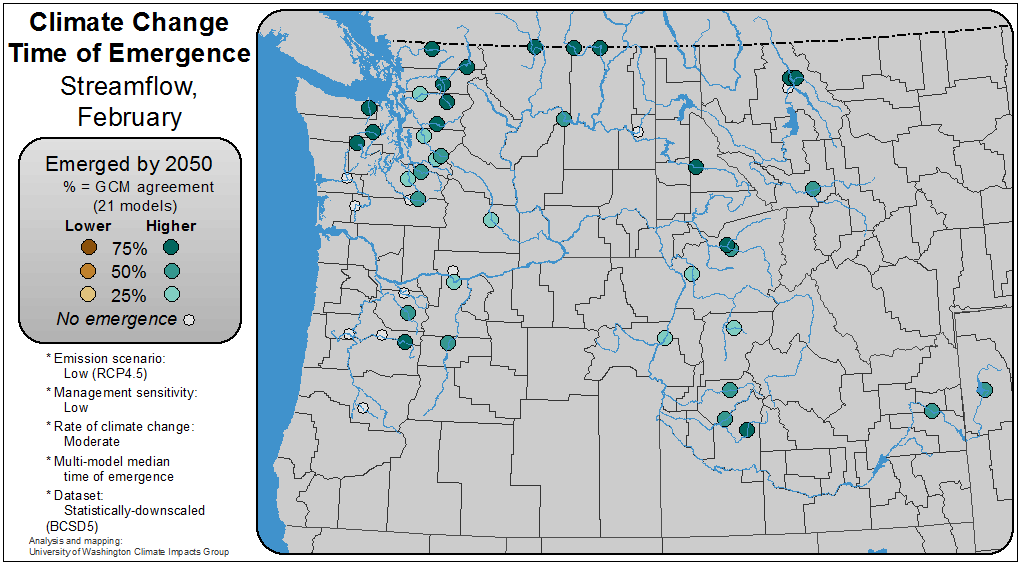 Climate Change
Time of Emergence
Streamflow,
February
Emerged by 2050
% = GCM agreement
(21 models)
Lower Higher
75%
50%
25%
No emergence
* Emission scenario:
Low (RCP4.5)
* Management sensitivity:
Low
* Rate of climate change:
Moderate
* Multi-model median
time of emergence
* Dataset:
Statistically-downscaled
(BCSD5)
Analysis and mapping:
University of Washington Climate Impacts Group